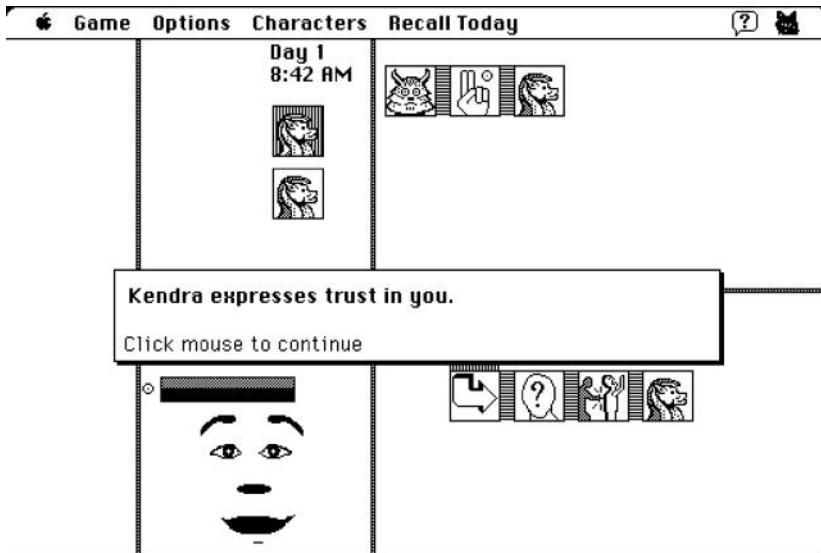 Game Options Characters Recall Today
Day 1
8:42 AM
Kendra expresses trust in you.
Click mouse to continue